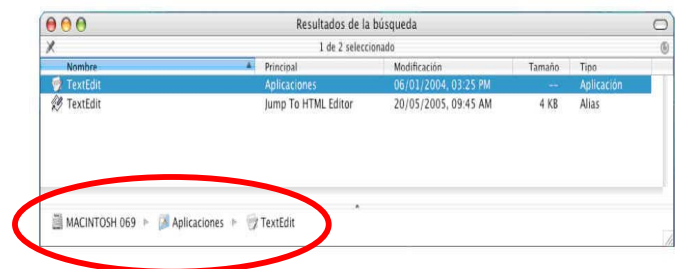 Resultados de la búsqueda
1 de 2 seleccionado
Nombre Principal Modificación Tamaño Tipo
TextEdit Aplicaciones 06/01/2004, 03:25 PM -- Aplicación
TextEdit Jump To HTML Editor 20/05/2005, 09:45 AM 4 KB Alias
MACINTOSH 069 Aplicaciones TextEdit